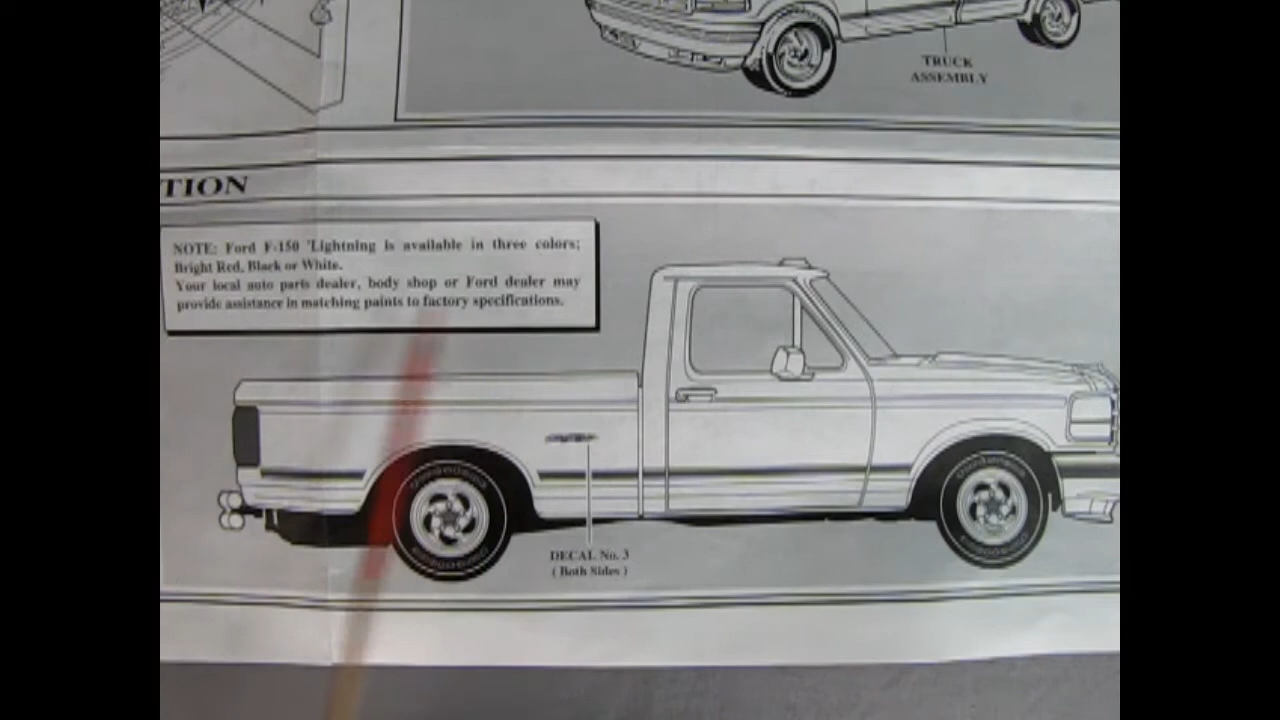 TRUCK
ASSEMBLY
TION
NOTE: Ford F-150 'Lightning is available in three colors;
Bright Red, Black or White.
Your local auto parts dealer, body shop or Ford dealer may
provide assistance in matching paints to factory specifications.
DECAL No. 3
( Both Sides )